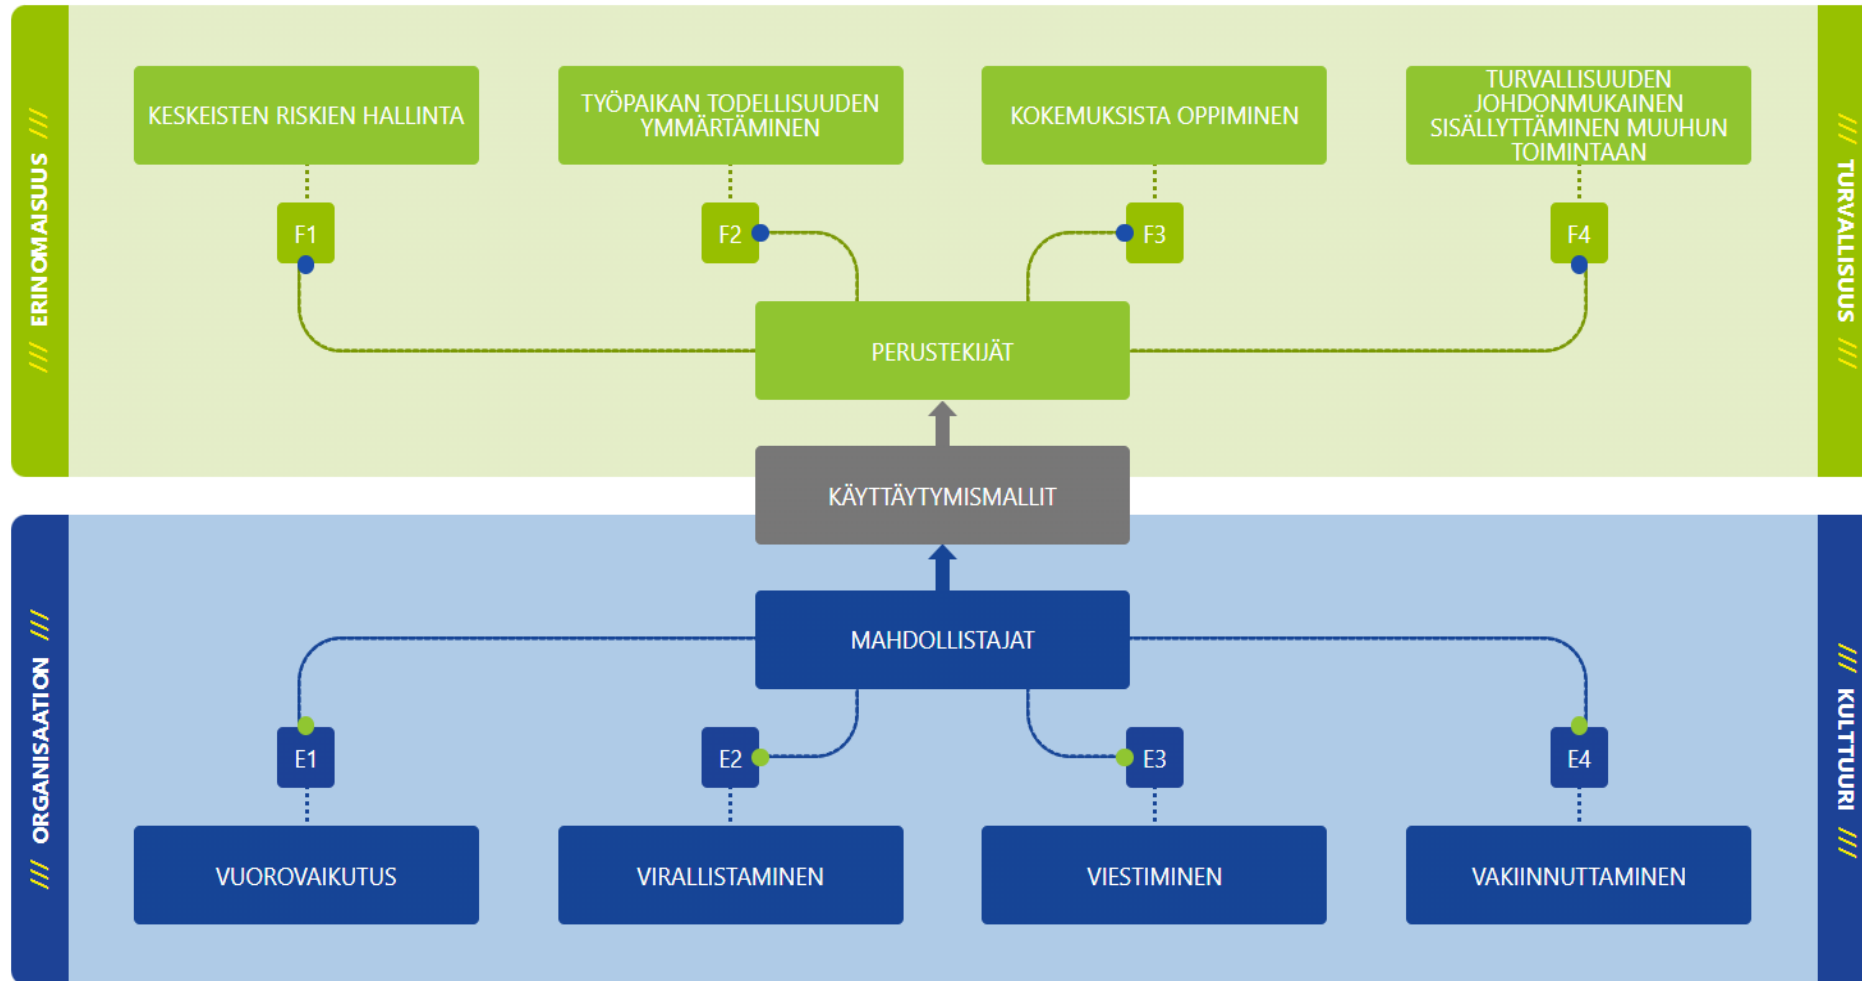 /// ERINOMAISUUS ///
KESKEISTEN RISKIEN HALLINTA
TYÖPAIKAN TODELLISUUDEN
YMMÄRTÄMINEN
KOKEMUKSISTA OPPIMINEN
TURVALLISUUDEN
JOHDONMUKAINEN
SISÄLLYTTÄMINEN MUUHUN
TOIMINTAAN
/// TURVALLISUUS ///
F1
F2
F3
F4
PERUSTEKIJÄT
KÄYTTÄYTYMISMALLIT
/// ORGANISAATION ///
MAHDOLLISTAJAT
/// KULTTUURI ///
E1
E2
E3
E4
VUOROVAIKUTUS
VIRALLISTAMINEN
VIESTIMINEN
VAKIINNUTTAMINEN